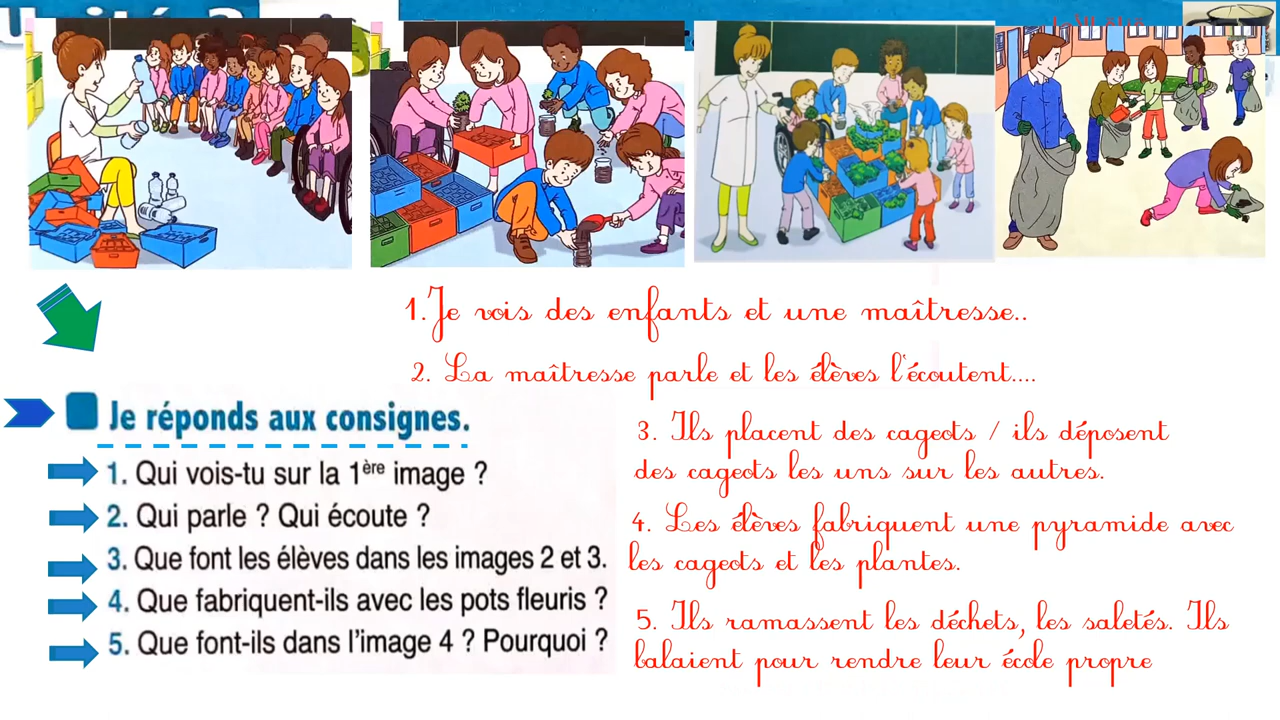 1. Je vois des enfants et une maîtresse..
2. La maîtresse parle et les élèves l'écoutent....
Je réponds aux consignes.
1. Qui vois-tu sur la 1ère image ?
2. Qui parle ? Qui écoute ?
3. Que font les élèves dans les images 2 et 3.
4. Que fabriquent-ils avec les pots fleuris ?
5. Que font-ils dans l'image 4 ? Pourquoi ?
3. Ils placent des cageots / ils déposent
des cageots les uns sur les autres.
4. Les élèves fabriquent une pyramide avec
les cageots et les plantes.
5. Ils ramassent les déchets, les saletés. Ils
balaient pour rendre leur école propre